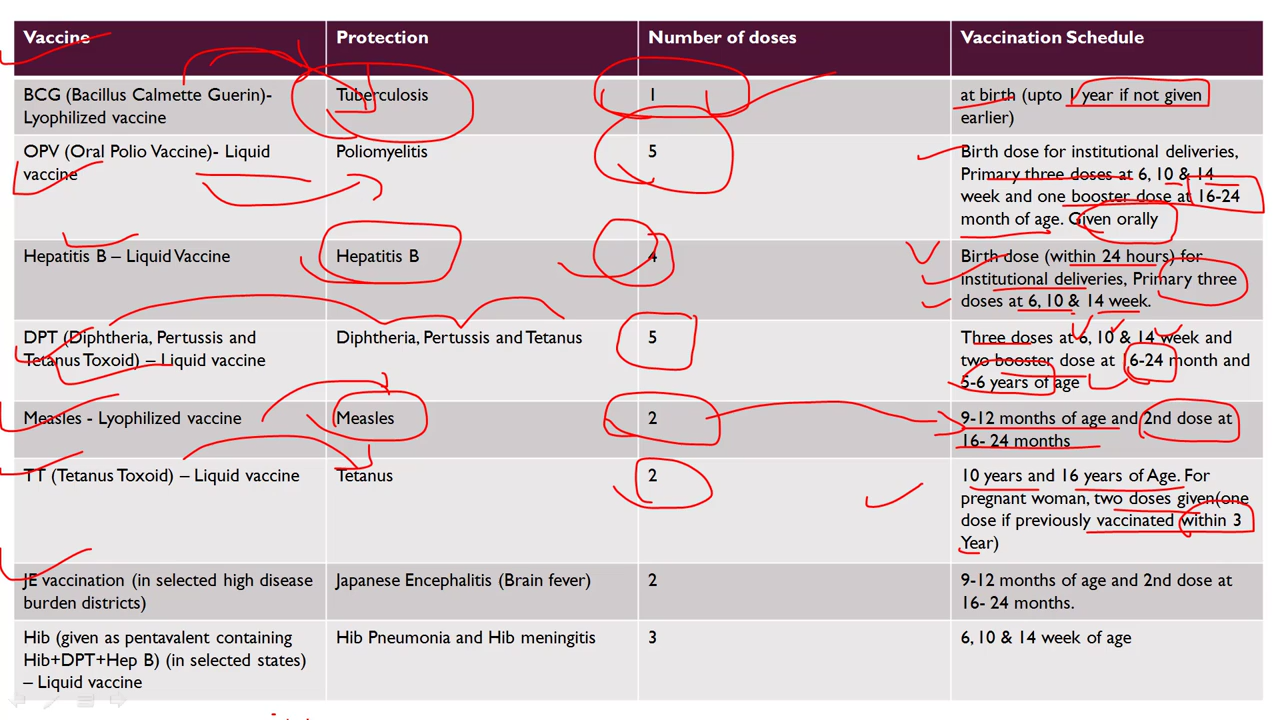 Vaccine Protection Number of doses Vaccination Schedule
BCG (Bacillus Calmette Guerin)-
Lyophilized vaccine
Tuberculosis
1
at birth (upto 1 year if not given
earlier)
OPV (Oral Polio Vaccine)- Liquid
vaccine
Poliomyelitis
5
Birth dose for institutional deliveries,
Primary three doses at 6, 10 & 14
week and one booster dose at 16-24
month of age. Given orally
Hepatitis B – Liquid Vaccine
Hepatitis B
4
Birth dose (within 24 hours) for
institutional deliveries, Primary three
doses at 6, 10 & 14 week.
DPT (Diphtheria, Pertussis and
Tetanus Toxoid) – Liquid vaccine
Diphtheria, Pertussis and Tetanus
5
Three doses at 6, 10 & 14 week and
two booster dose at 16-24 month and
5-6 years of age
Measles - Lyophilized vaccine
Measles
2
9-12 months of age and 2nd dose at
16- 24 months
TT (Tetanus Toxoid) – Liquid vaccine
Tetanus
2
10 years and 16 years of Age. For
pregnant woman, two doses given(one
dose if previously vaccinated within 3
Year)
JE vaccination (in selected high disease
burden districts)
Japanese Encephalitis (Brain fever)
2
9-12 months of age and 2nd dose at
16- 24 months.
Hib (given as pentavalent containing
Hib+DPT+Hep B) (in selected states)
– Liquid vaccine
Hib Pneumonia and Hib meningitis
3
6, 10 & 14 week of age